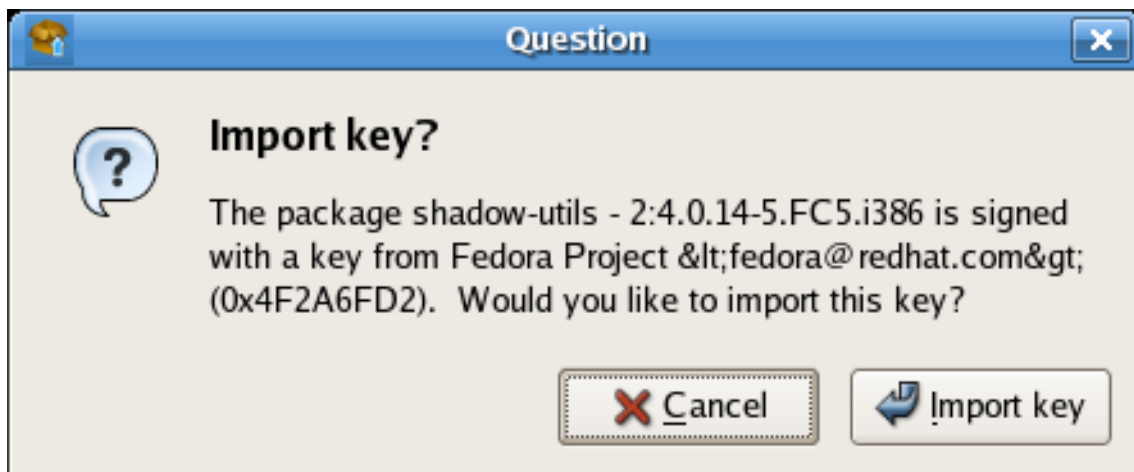 Question
Import key?
The package shadow-utils - 2:4.0.14-5.FC5.i386 is signed
with a key from Fedora Project &lt;fedora@redhat.com&gt;
(0x4F2A6FD2).  Would you like to import this key?
Cancel
Import key